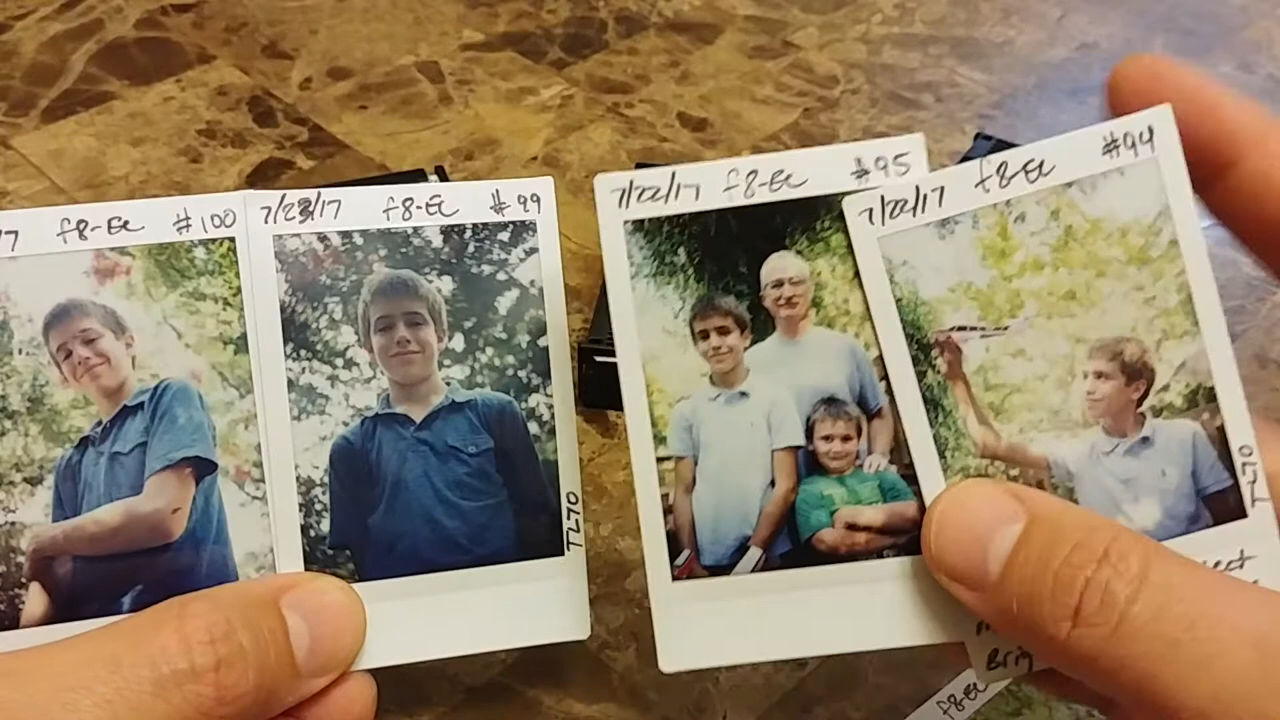 7 f8-EC #100
7/23/17 f8-EC #99
TL70
7/22/17 f8-EC #95
7/22/17 f8-EC #94
TL70
f8-EC